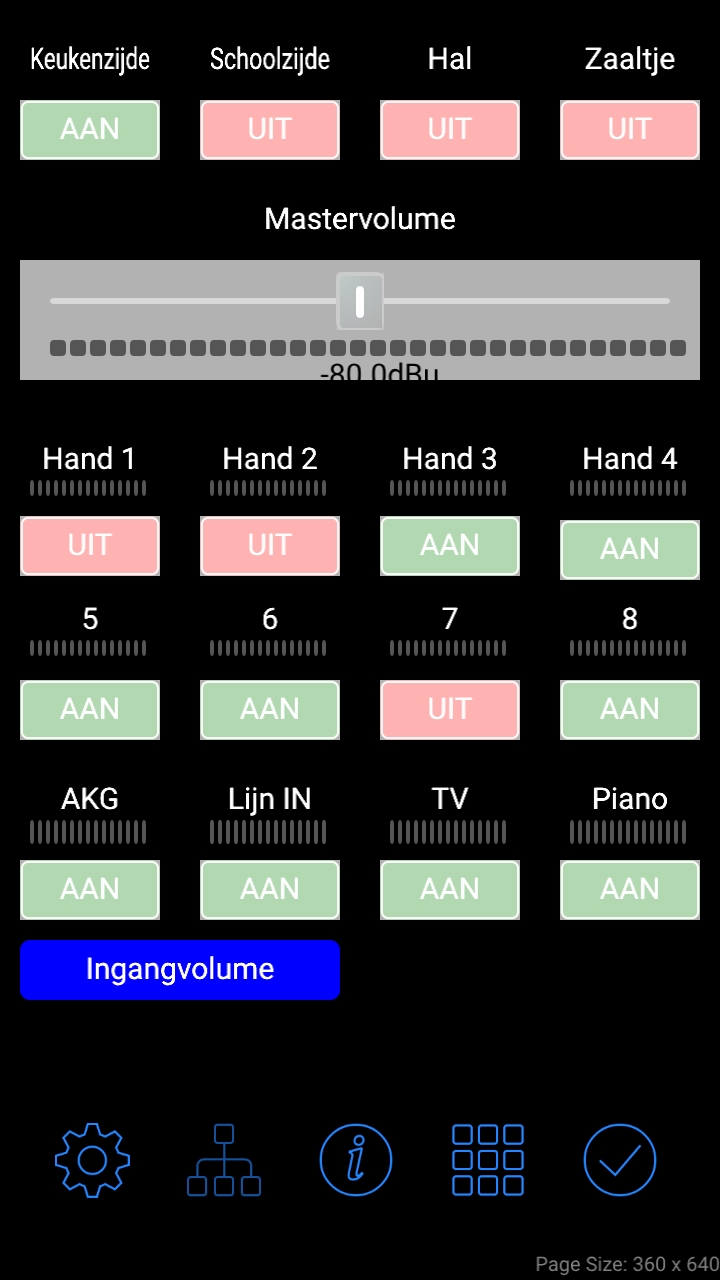 Keukenzijde Schoolzijde Hal Zaaltje
AAN UIT UIT UIT
Mastervolume
-80.0dBu
Hand 1 Hand 2 Hand 3 Hand 4
UIT UIT AAN AAN
5 6 7 8
AAN AAN UIT AAN
AKG Lijn IN TV Piano
AAN AAN AAN AAN
Ingangvolume
i
Page Size: 360 x 640